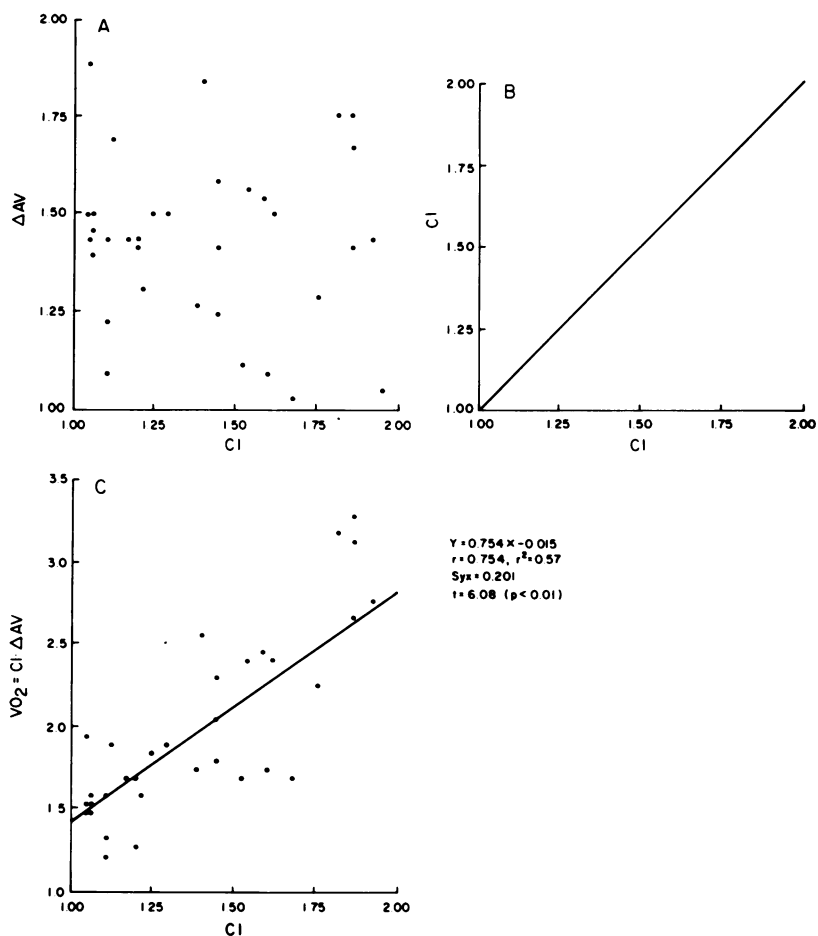 A
2.00
1.75
1.50
1.25
1.00
ΔAV
1.00 1.25 1.50 1.75 2.00
CI
B
2.00
1.75
1.50
1.25
1.00
CI
1.00 1.25 1.50 1.75 2.00
CI
C
3.5
3.0
2.5
2.0
1.5
1.0
VO2 = CI· ΔAV
1.00 1.25 1.50 1.75 2.00
CI
Y=0.754X-0.015
r=0.754, r²=0.57
Syx=0.201
t=6.08 (p<0.01)